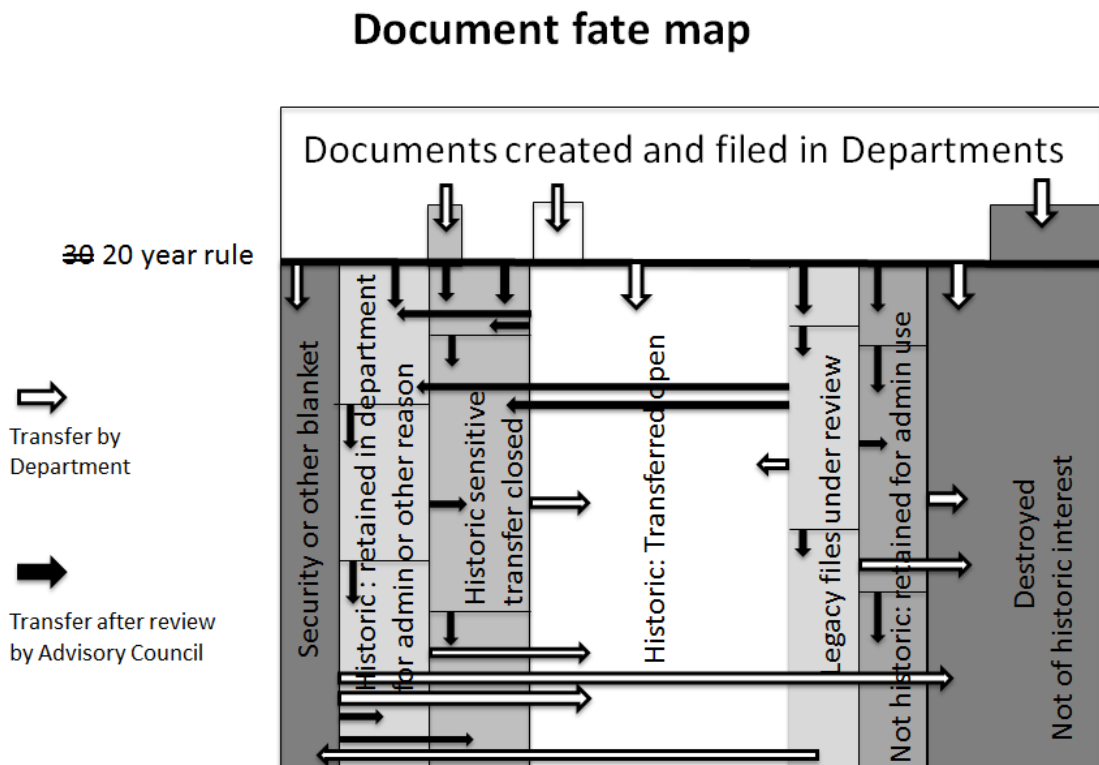 Document fate map
Documents created and filed in Departments
30 20 year rule
Transfer by
Department
Transfer after review
by Advisory Council
Security or other blanket
Historic : retained in department
for admin or other reason
Historic sensitive
transfer closed
Historic: Transferred open
Legacy files under review
Not historic: retained for admin use
Destroyed
Not of historic interest